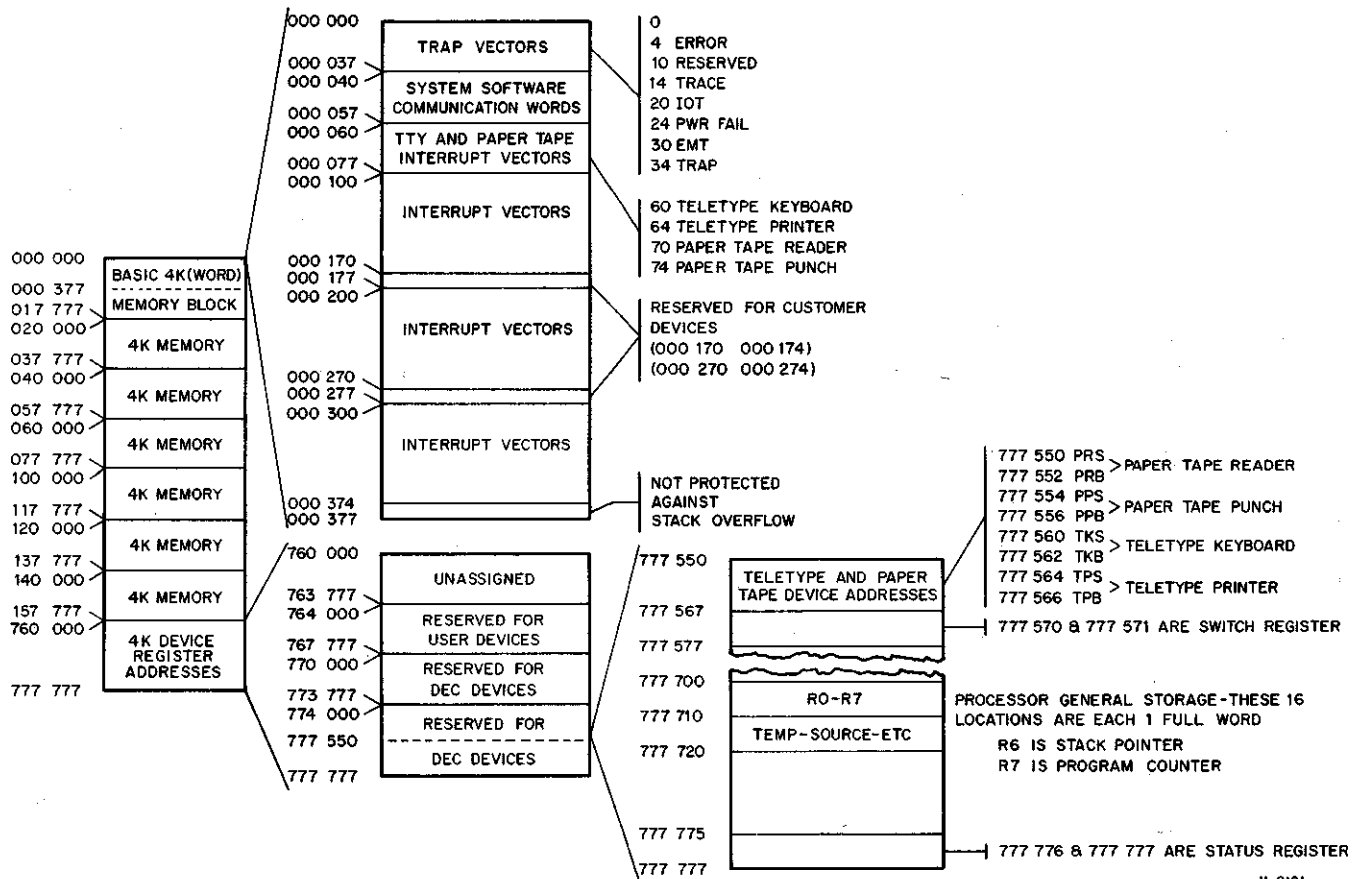 000 000
000 377
017 777
020 000
037 777
040 000
057 777
060 000
077 777
100 000
117 777
120 000
137 777
140 000
157 777
760 000
777 777
BASIC 4K(WORD)
MEMORY BLOCK
4K MEMORY
4K MEMORY
4K MEMORY
4K MEMORY
4K MEMORY
4K MEMORY
4K DEVICE
REGISTER
ADDRESSES
000 000
000 037
000 040
000 057
000 060
000 077
000 100
000 170
000 177
000 200
000 270
000 277
000 300
000 374
000 377
TRAP VECTORS
SYSTEM SOFTWARE
COMMUNICATION WORDS
TTY AND PAPER TAPE
INTERRUPT VECTORS
INTERRUPT VECTORS
INTERRUPT VECTORS
INTERRUPT VECTORS
0
4 ERROR
10 RESERVED
14 TRACE
20 IOT
24 PWR FAIL
30 EMT
34 TRAP
60 TELETYPE KEYBOARD
64 TELETYPE PRINTER
70 PAPER TAPE READER
74 PAPER TAPE PUNCH
RESERVED FOR CUSTOMER
DEVICES
(000 170 000 174)
(000 270 000 274)
NOT PROTECTED
AGAINST
STACK OVERFLOW
760 000
763 777
764 000
767 777
770 000
773 777
774 000
777 550
777 777
UNASSIGNED
RESERVED FOR
USER DEVICES
RESERVED FOR
DEC DEVICES
RESERVED FOR
DEC DEVICES
777 550
777 567
777 577
777 700
777 710
777 720
777 775
777 777
TELETYPE AND PAPER
TAPE DEVICE ADDRESSES
RO-R7
TEMP-SOURCE-ETC
777 550 PRS
777 552 PRB
PAPER TAPE READER
777 554 PPS
777 556 PPB
PAPER TAPE PUNCH
777 560 TKS
777 562 TKB
TELETYPE KEYBOARD
777 564 TPS
777 566 TPB
TELETYPE PRINTER
777 570 & 777 571 ARE SWITCH REGISTER
PROCESSOR GENERAL STORAGE-THESE 16
LOCATIONS ARE EACH 1 FULL WORD
R6 IS STACK POINTER
R7 IS PROGRAM COUNTER
777 776 & 777 777 ARE STATUS REGISTER